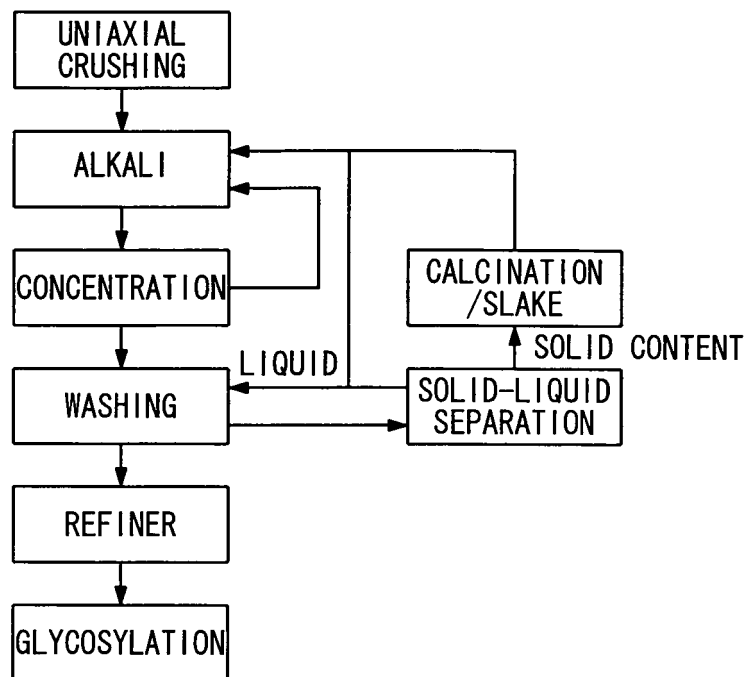 UNIAXIAL
CRUSHING
ALKALI
CONCENTRATION
CALCINATION
/SLAKE
SOLID CONTENT
LIQUID
WASHING
SOLID-LIQUID
SEPARATION
REFINER
GLYCOSYLATION